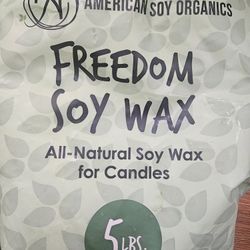 AMERICAN SOY ORGANICS
FREEDOM
SOY WAX
All-Natural Soy Wax
for Candles
5 LBS.